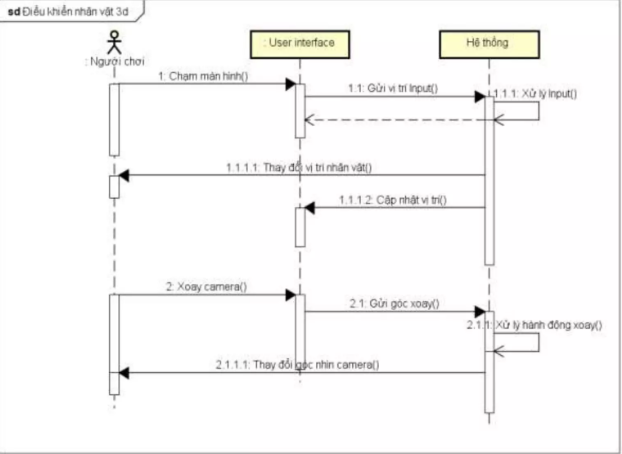 sd Điều khiển nhân vật 3d
: Người chơi
: User interface
Hệ thống
1: Chạm màn hình()
1.1: Gửi vị trí Input()
1.1.1: Xử lý Input()
1.1.1.1: Thay đổi vị trí nhân vật()
1.1.1.2: Cập nhật vị trí()
2: Xoay camera()
2.1: Gửi góc xoay()
2.1.1: Xử lý hành động xoay()
2.1.1.1: Thay đổi góc nhìn camera()